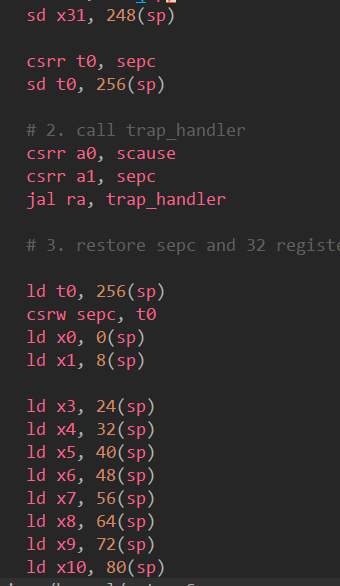 sd x31, 248(sp)
csrr t0, sepc
sd t0, 256(sp)
# 2. call trap_handler
csrr a0, scause
csrr a1, sepc
jal ra, trap_handler
# 3. restore sepc and 32
ld t0, 256(sp)
csrw sepc, t0
ld x0, 0(sp)
ld x1, 8(sp)
ld x3, 24(sp)
ld x4, 32(sp)
ld x5, 40(sp)
ld x6, 48(sp)
ld x7, 56(sp)
ld x8, 64(sp)
ld x9, 72(sp)
ld x10, 80(sp)